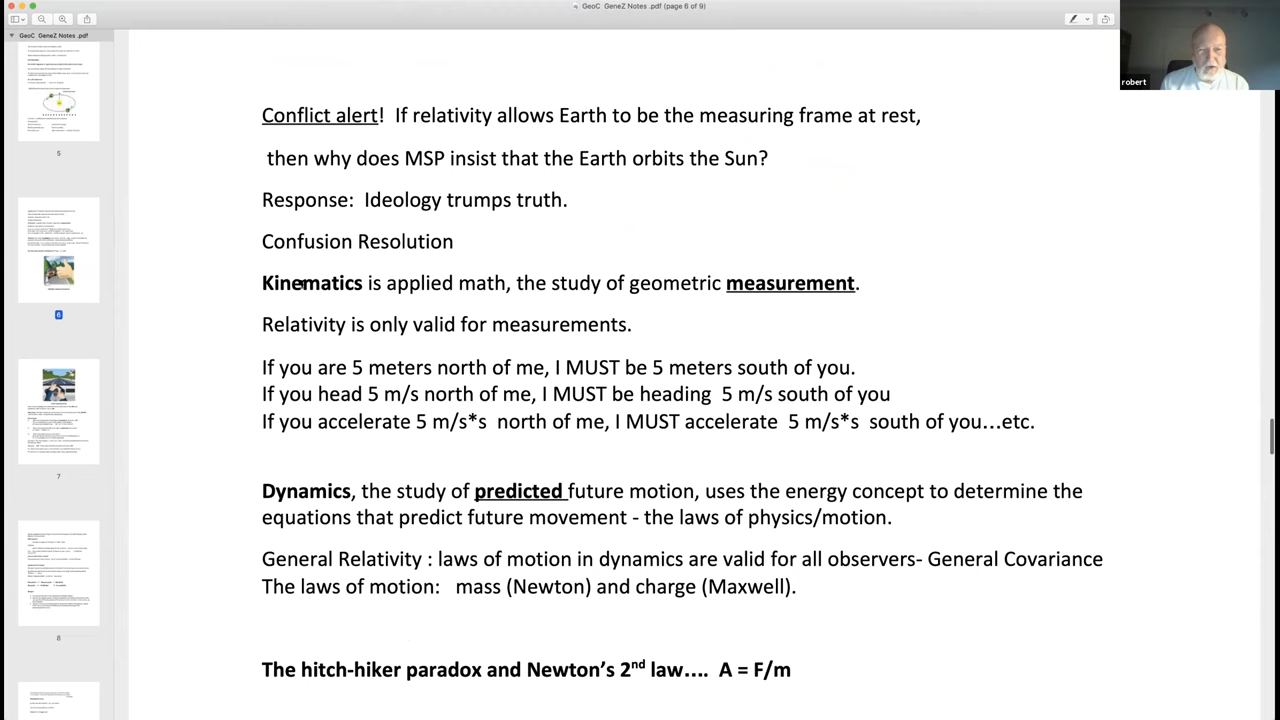 GeoC GeneZ Notes .pdf (page 6 of 9)
GeoC GeneZ Notes .pdf
robert
5
6
7
8
Conflict alert! If relativity allows Earth to be the measuring frame at rest,
then why does MSP insist that the Earth orbits the Sun?
Response: Ideology trumps truth.
Confusion Resolution
Kinematics is applied math, the study of geometric measurement.
Relativity is only valid for measurements.
If you are 5 meters north of me, I MUST be 5 meters south of you.
If you head 5 m/s north of me, I MUST be heading 5 m/s south of you
If you accelerate 5 m/s*s north of me, I MUST accelerate 5 m/s*s south of you...etc.
Dynamics, the study of predicted future motion, uses the energy concept to determine the
equations that predict future movement - the laws of physics/motion.
General Relativity : laws of motion in dynamics are valid for all observers- General Covariance
The laws of motion: mass (Newton) and charge (Maxwell).
The hitch-hiker paradox and Newton's 2nd law.... A = F/m